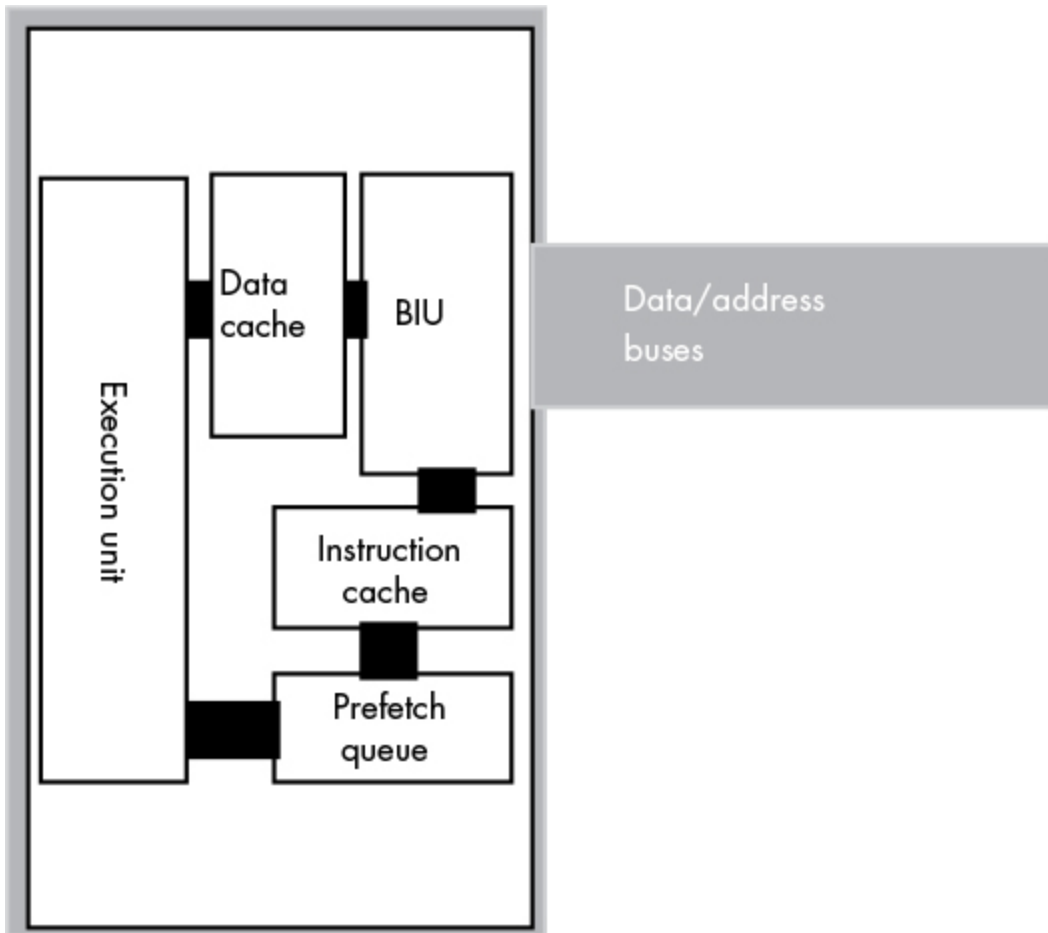 Data
cache
BIU
Data/address
buses
Execution unit
Instruction
cache
Prefetch
queue